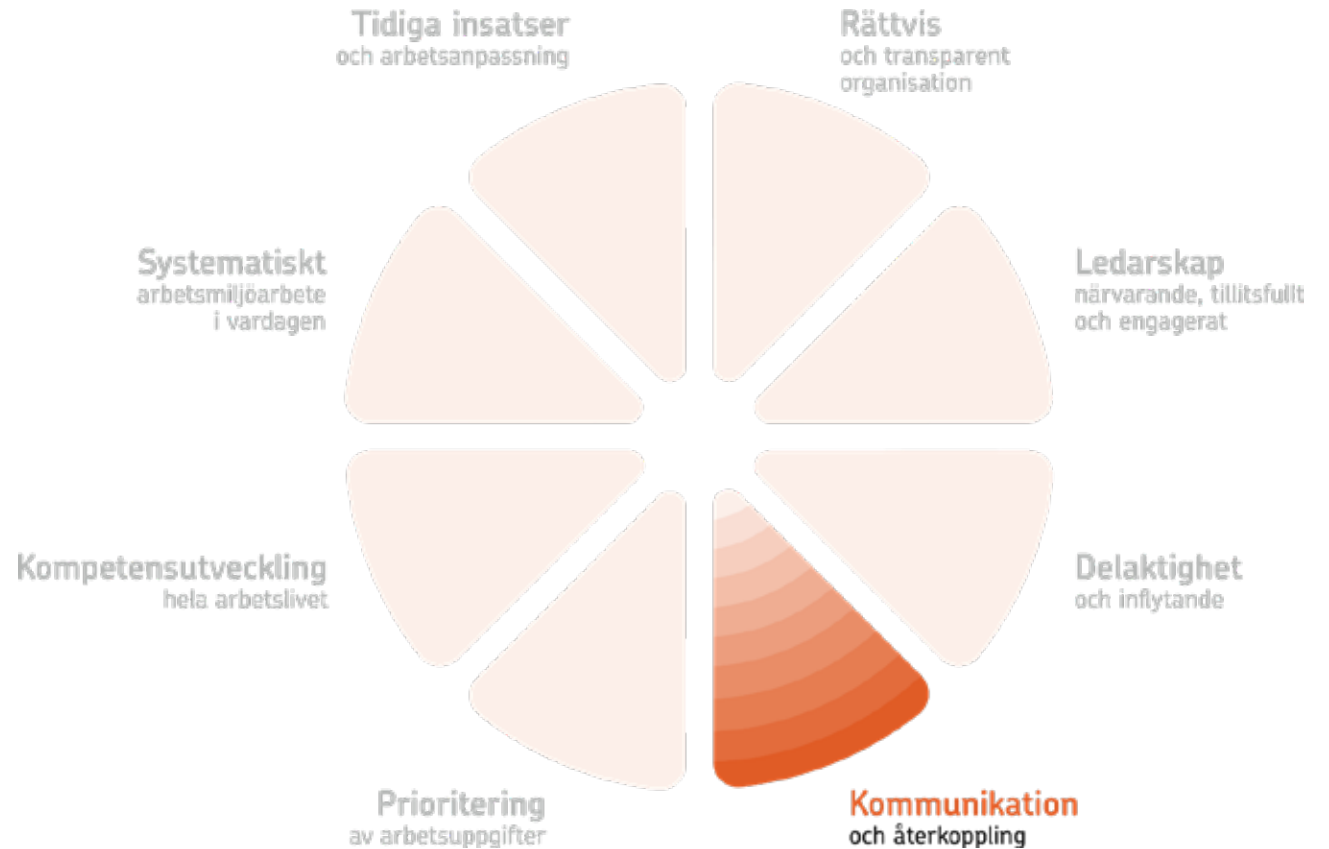 Tidiga insatser
och arbetsanpassning
Rättvis
och transparent
organisation
Systematiskt
arbetsmiljöarbete
i vardagen
Ledarskap
närvarande, tillitsfullt
och engagerat
Kompetensutveckling
hela arbetslivet
Delaktighet
och inflytande
Prioritering
av arbetsuppgifter
Kommunikation
och återkoppling